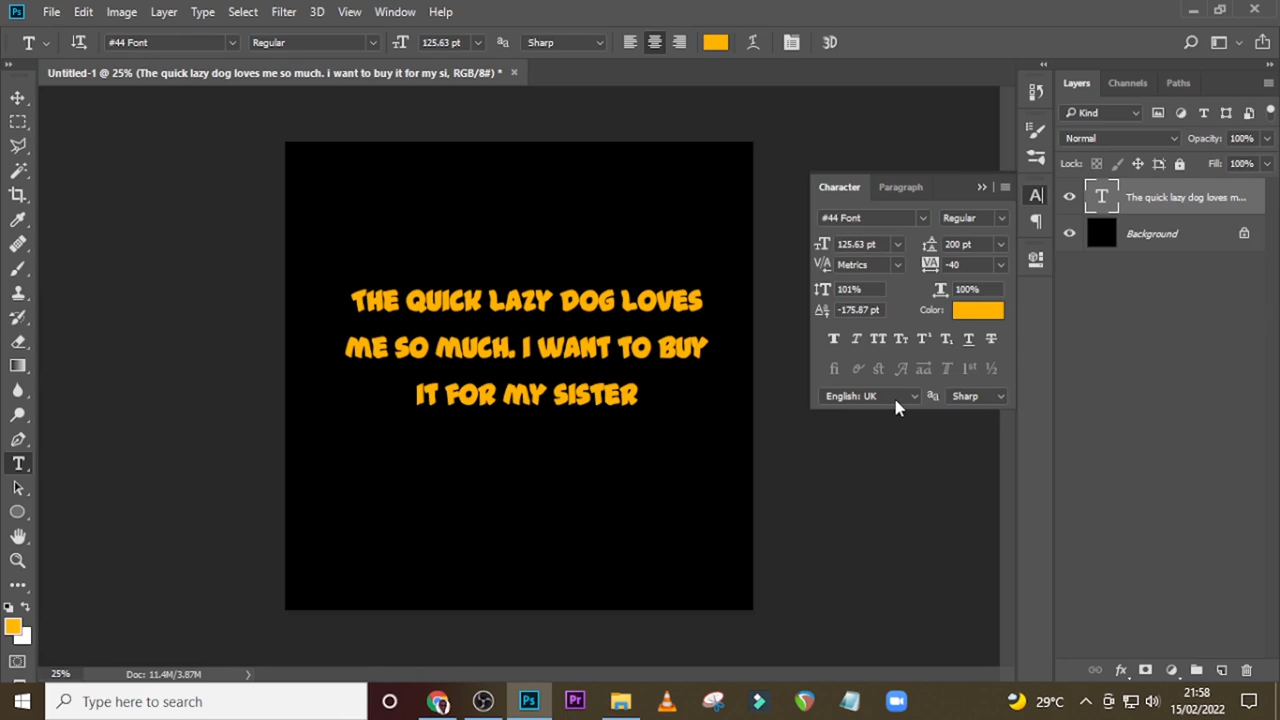 Ps File Edit Image Layer Type Select Filter 3D View Window Help
T #44 Font Regular 125.63 pt Sharp 3D
Untitled-1 @ 25% (The quick lazy dog loves me so much. i want to buy it for my si, RGB/8#) *
Layers Channels Paths
Kind
Normal Opacity: 100%
Lock: Fill: 100%
The quick lazy dog loves m...
Background
Character Paragraph
#44 Font Regular
125.63 pt 200 pt
Metrics -40
101% 100%
-175.87 pt Color:
English: UK Sharp
THE QUICK LAZY DOG LOVES
ME SO MUCH. I WANT TO BUY
IT FOR MY SISTER
25% Doc: 11.4M/3.87M
Type here to search
Ps Pr 29°C 21:58
15/02/2022